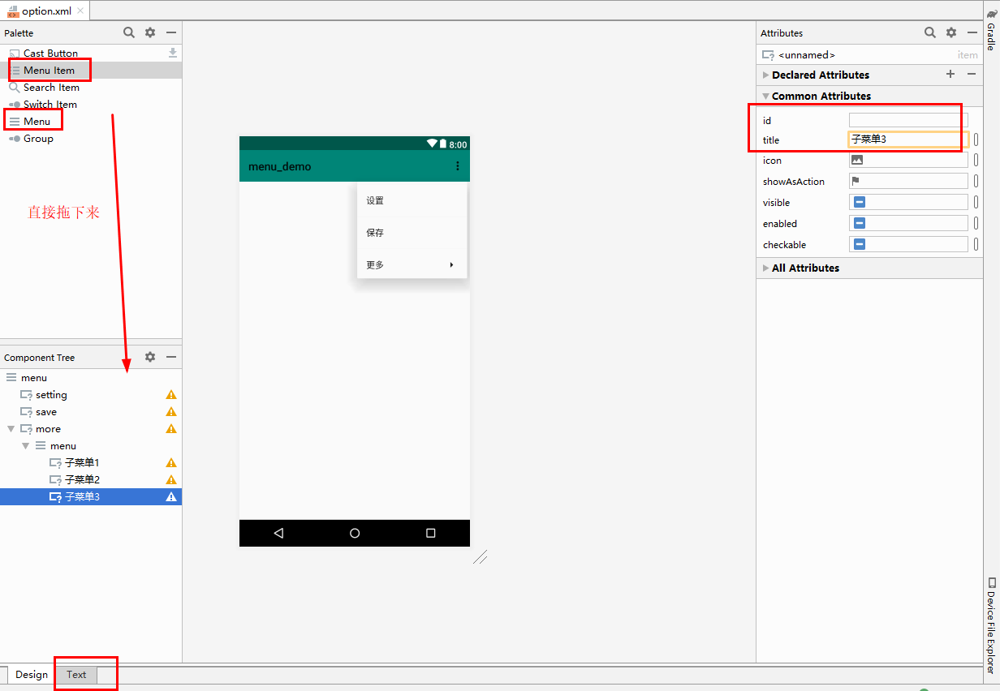 option.xml
Palette
Cast Button
Menu Item
Search Item
Switch Item
Menu
Group
直接拖下来
Component Tree
menu
setting
save
more
menu
子菜单1
子菜单2
子菜单3
Design
Text
8:00
menu_demo
设置
保存
更多
Attributes
<unnamed>
item
Declared Attributes
Common Attributes
id
title
子菜单3
icon
showAsAction
visible
enabled
checkable
All Attributes
Gradle
Device File Explorer